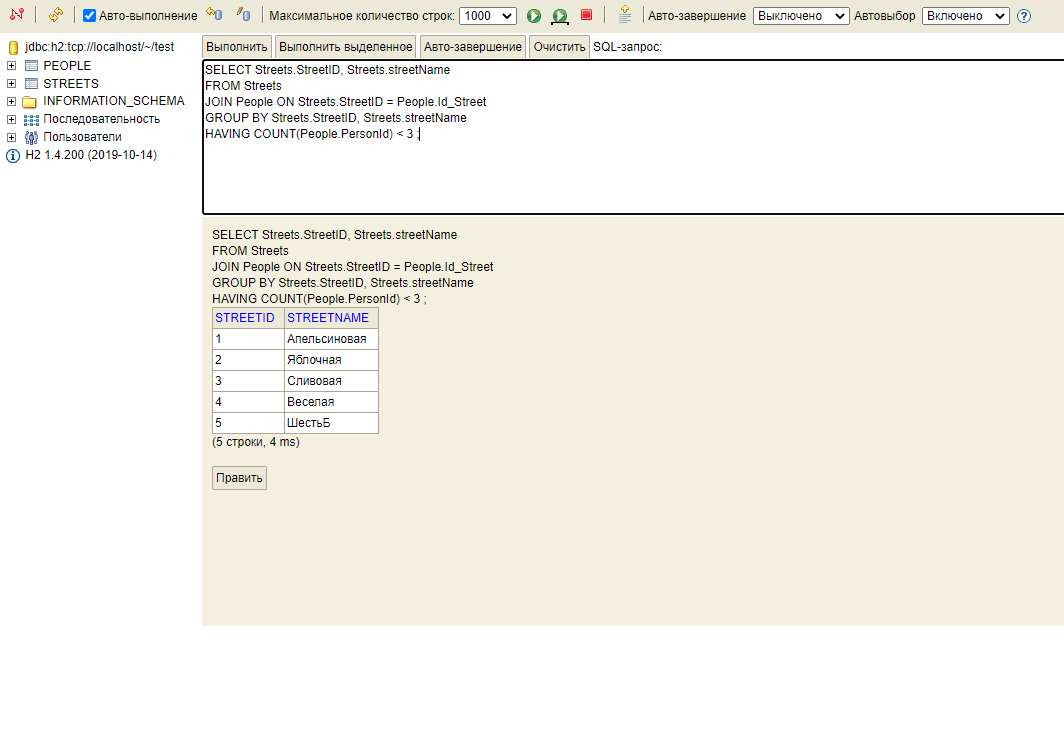 Авто-выполнение Максимальное количество строк: 1000 Авто-завершение Выключено Автовыбор Включено ?
jdbc:h2:tcp://localhost/~/test
PEOPLE
STREETS
INFORMATION_SCHEMA
Последовательность
Пользователи
H2 1.4.200 (2019-10-14)
Выполнить Выполнить выделенное Авто-завершение Очистить SQL-запрос:
SELECT Streets.StreetID, Streets.streetName
FROM Streets
JOIN People ON Streets.StreetID = People.Id_Street
GROUP BY Streets.StreetID, Streets.streetName
HAVING COUNT(People.PersonId) < 3 ;
SELECT Streets.StreetID, Streets.streetName
FROM Streets
JOIN People ON Streets.StreetID = People.Id_Street
GROUP BY Streets.StreetID, Streets.streetName
HAVING COUNT(People.PersonId) < 3 ;
STREETID STREETNAME
1 Апельсиновая
2 Яблочная
3 Сливовая
4 Веселая
5 ШестьБ
(5 строки, 4 ms)
Править